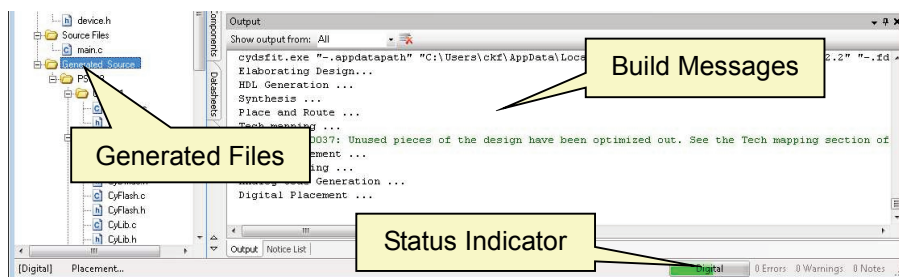 device.h
Source Files
main.c
Generated Source
CyFlash.c
CyFlash.h
CyLib.c
CyLib.h
Components
Datasheets
Output
Show output from: All
cydsfit.exe "-.appdatapath" "C:\Users\ckf\AppData\Loca
2.2" "-.fd
Elaborating Design...
HDL Generation ...
Synthesis ...
Place and Route ...
Tech mapping ...
0037: Unused pieces of the design have been optimized out. See the Tech mapping section of
Generation ...
Digital Placement ...
Build Messages
Generated Files
Status Indicator
Output Notice List
[Digital] Placement...
Digital 0 Errors 0 Warnings 0 Notes